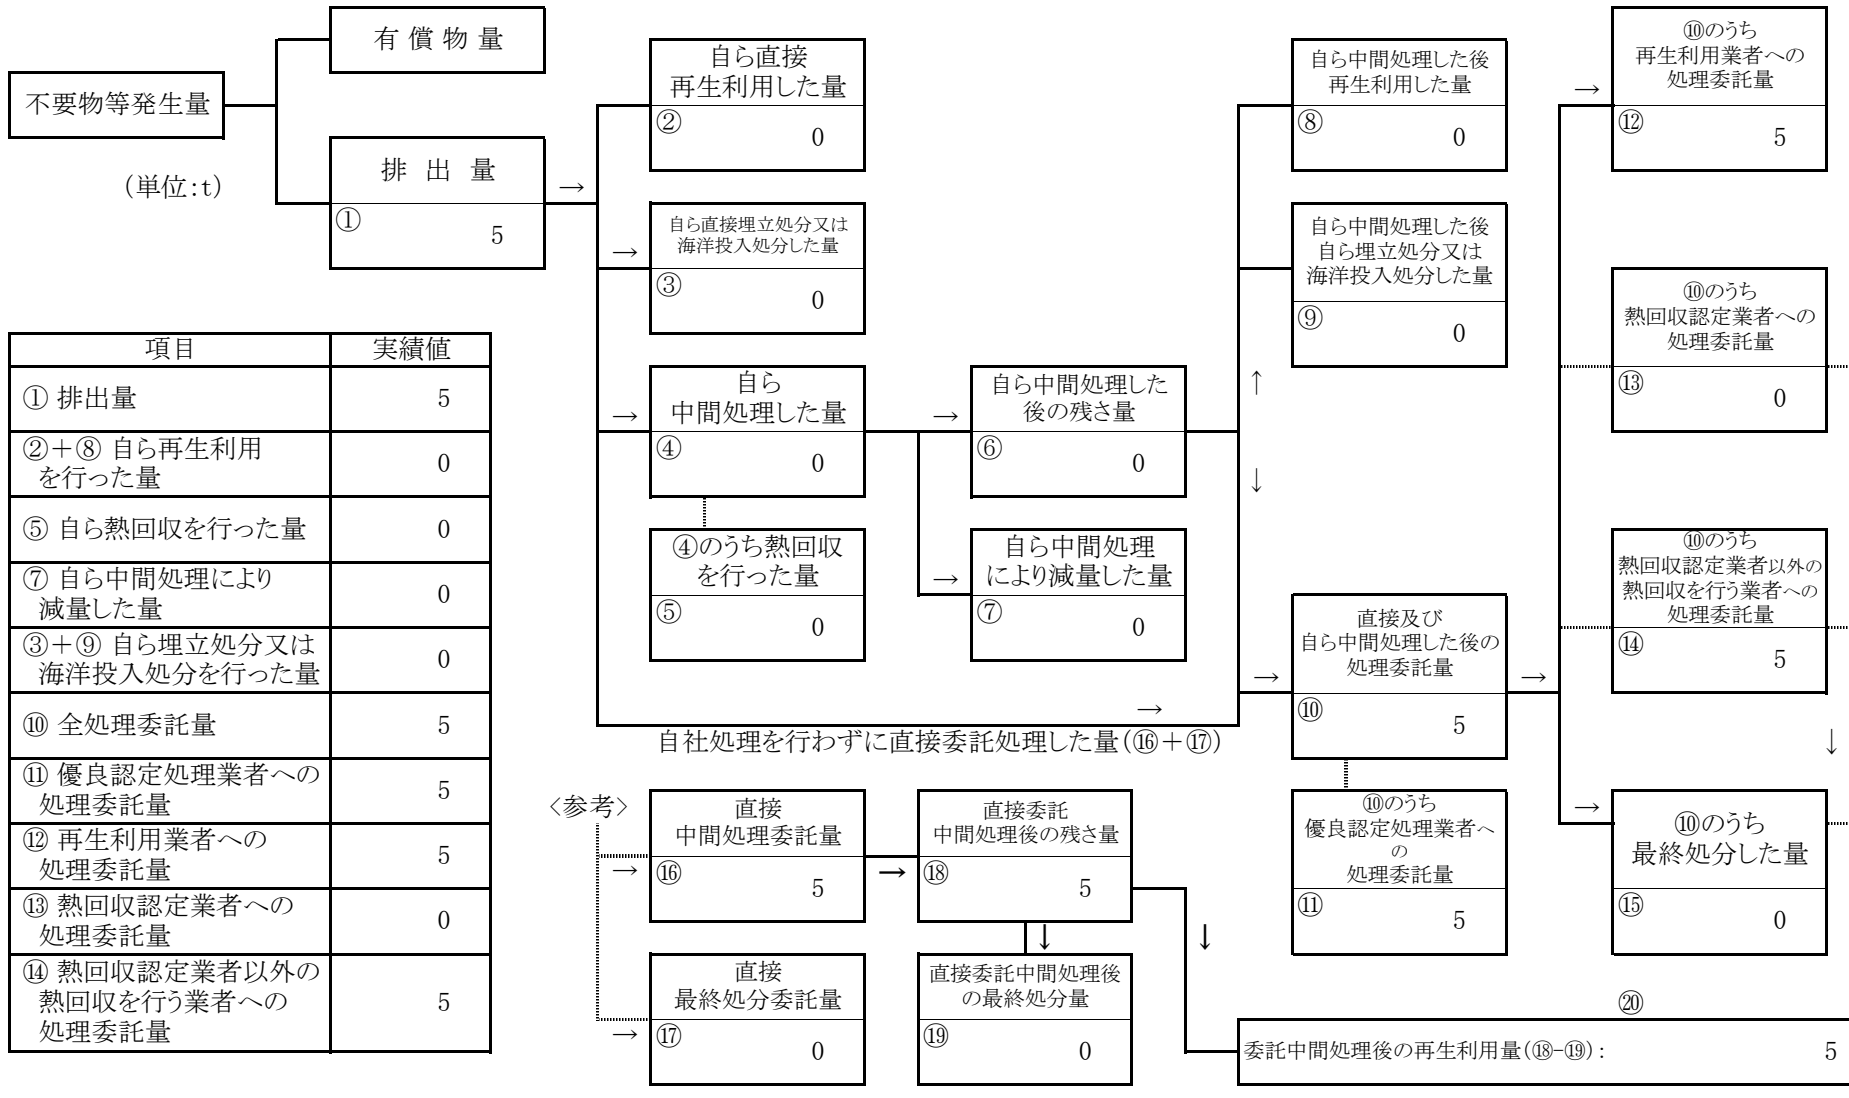 有 償 物 量
不要物等発生量
排 出 量
①
5
(単位:t)
→
自ら直接
再生利用した量
②
0
→
自ら直接埋立処分又は
海洋投入処分した量
③
0
→
自ら
中間処理した量
④
0
④のうち熱回収
を行った量
⑤
0
→
自ら中間処理した
後の残さ量
⑥
0
→
自ら中間処理
により減量した量
⑦
0
↑
↓
自ら中間処理した後
再生利用した量
⑧
0
自ら中間処理した後
自ら埋立処分又は
海洋投入処分した量
⑨
0
→
直接及び
自ら中間処理した後の
処理委託量
⑩
5
→
→
自社処理を行わずに直接委託処理した量(⑯+⑰)
⑩のうち
優良認定処理業者へ
の
処理委託量
⑪
5
→
⑩のうち
再生利用業者への
処理委託量
⑫
5
⑩のうち
熱回収認定業者への
処理委託量
⑬
0
⑩のうち
熱回収認定業者以外の
熱回収を行う業者への
処理委託量
⑭
5
↓
→
⑩のうち
最終処分した量
⑮
0
項目 実績値
① 排出量 5
②+⑧ 自ら再生利用
を行った量 0
⑤ 自ら熱回収を行った量 0
⑦ 自ら中間処理により
減量した量 0
③+⑨ 自ら埋立処分又は
海洋投入処分を行った量 0
⑩ 全処理委託量 5
⑪ 優良認定処理業者への
処理委託量 5
⑫ 再生利用業者への
処理委託量 5
⑬ 熱回収認定業者への
処理委託量 0
⑭ 熱回収認定業者以外の
熱回収を行う業者への
処理委託量 5
〈参考〉
→
直接
中間処理委託量
⑯
5
→
直接委託
中間処理後の残さ量
⑱
5
↓
↓
→
直接
最終処分委託量
⑰
0
直接委託中間処理後
の最終処分量
⑲
0
⑳
委託中間処理後の再生利用量(⑱-⑲): 5